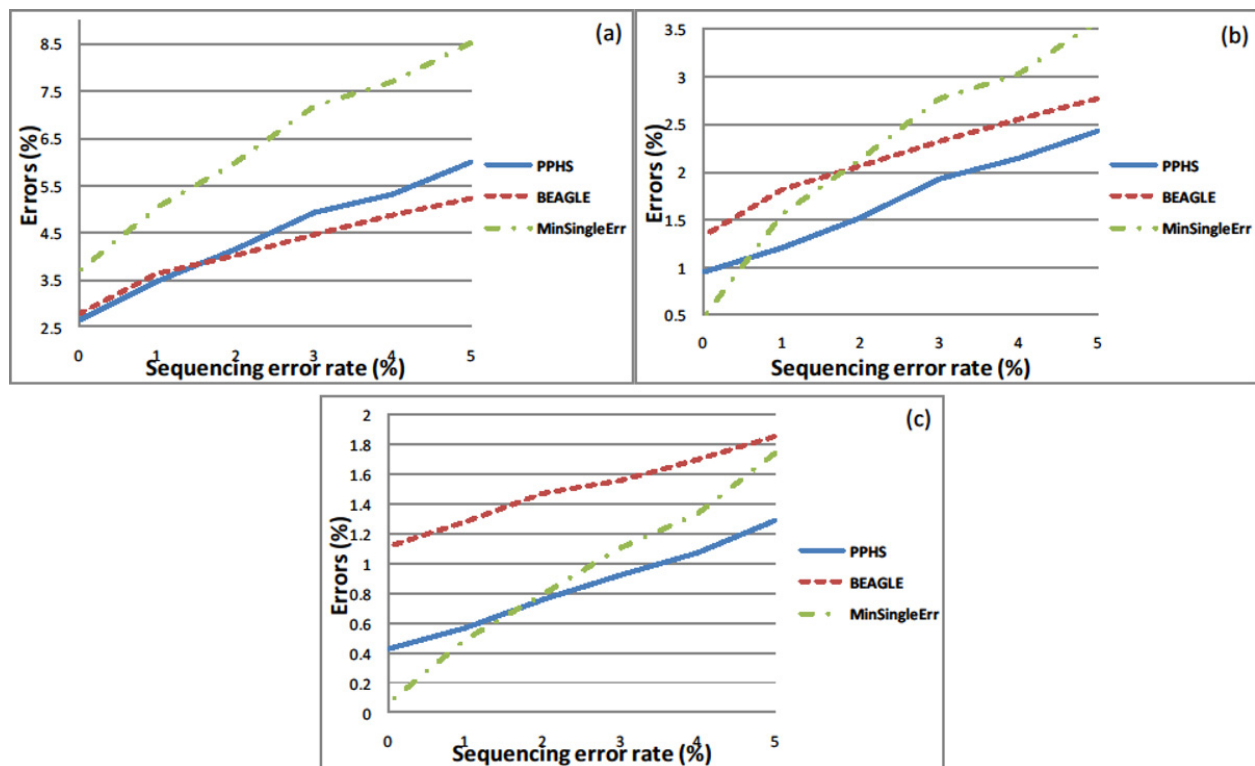 (a)
8.5
7.5
6.5
5.5
4.5
3.5
2.5
Errors (%)
0 1 2 3 4 5
Sequencing error rate (%)
PPHS
BEAGLE
MinSingleErr
(b)
3.5
3
2.5
2
1.5
1
0.5
Errors (%)
0 1 2 3 4 5
Sequencing error rate (%)
PPHS
BEAGLE
MinSingleErr
(c)
2
1.8
1.6
1.4
1.2
1
0.8
0.6
0.4
0.2
0
Errors (%)
0 1 2 3 4 5
Sequencing error rate (%)
PPHS
BEAGLE
MinSingleErr